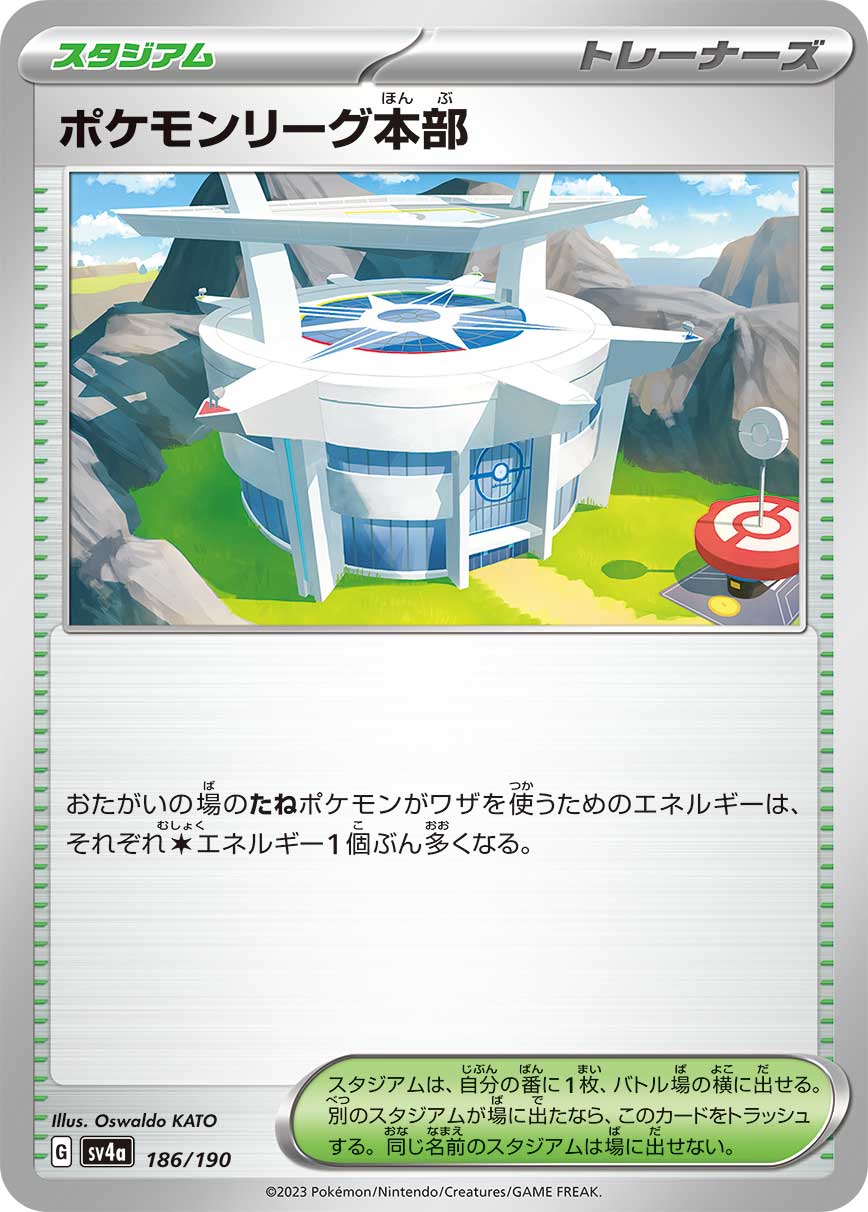 スタジアム
トレーナーズ
ポケモンリーグ本部
ほんぶ
おたがいの場のたねポケモンがワザを使うためのエネルギーは、
ば
つか
それぞれ★エネルギー1個ぶん多くなる。
むしょく
こ
おお
スタジアムは、自分の番に1枚、バトル場の横に出せる。
じぶん ばん まい ば よこ だ
別のスタジアムが場に出たなら、このカードをトラッシュ
べつ ば で
する。同じ名前のスタジアムは場に出せない。
おな なまえ ば だ
Illus. Oswaldo KATO
G sv4a 186/190
©2023 Pokémon/Nintendo/Creatures/GAME FREAK.